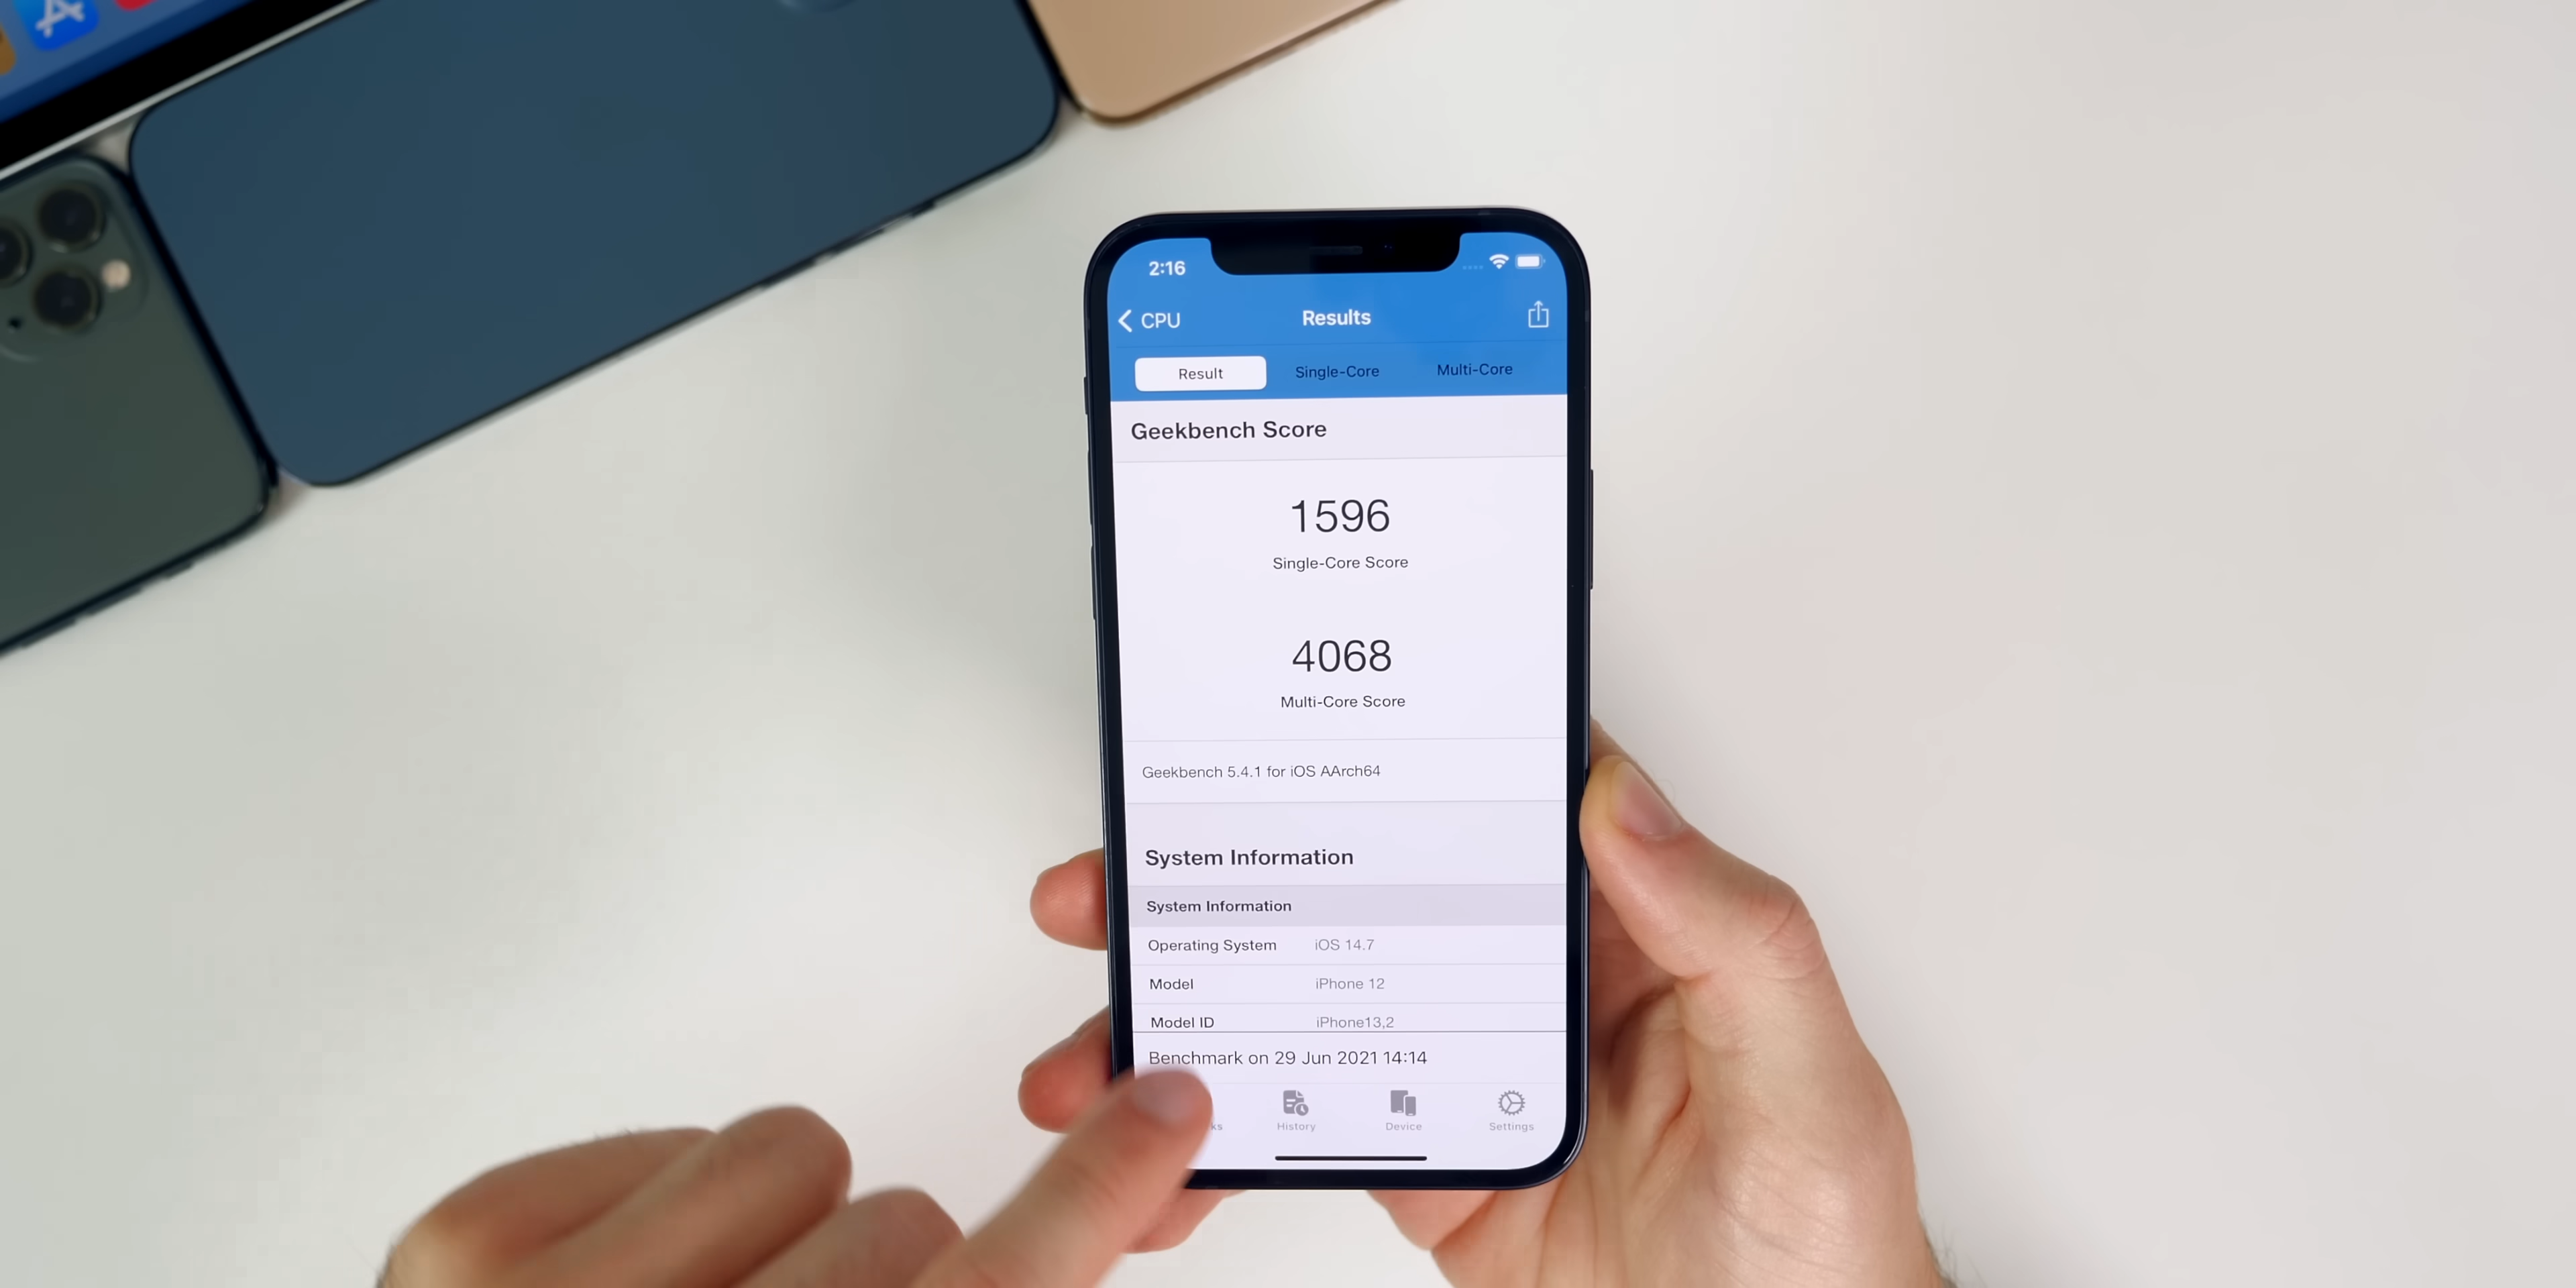 2:16
CPU
Results
Result
Single-Core
Multi-Core
Geekbench Score
1596
Single-Core Score
4068
Multi-Core Score
Geekbench 5.4.1 for iOS AArch64
System Information
System Information
Operating System iOS 14.7
Model iPhone 12
Model ID iPhone13,2
Benchmark on 29 Jun 2021 14:14
History
Device
Settings